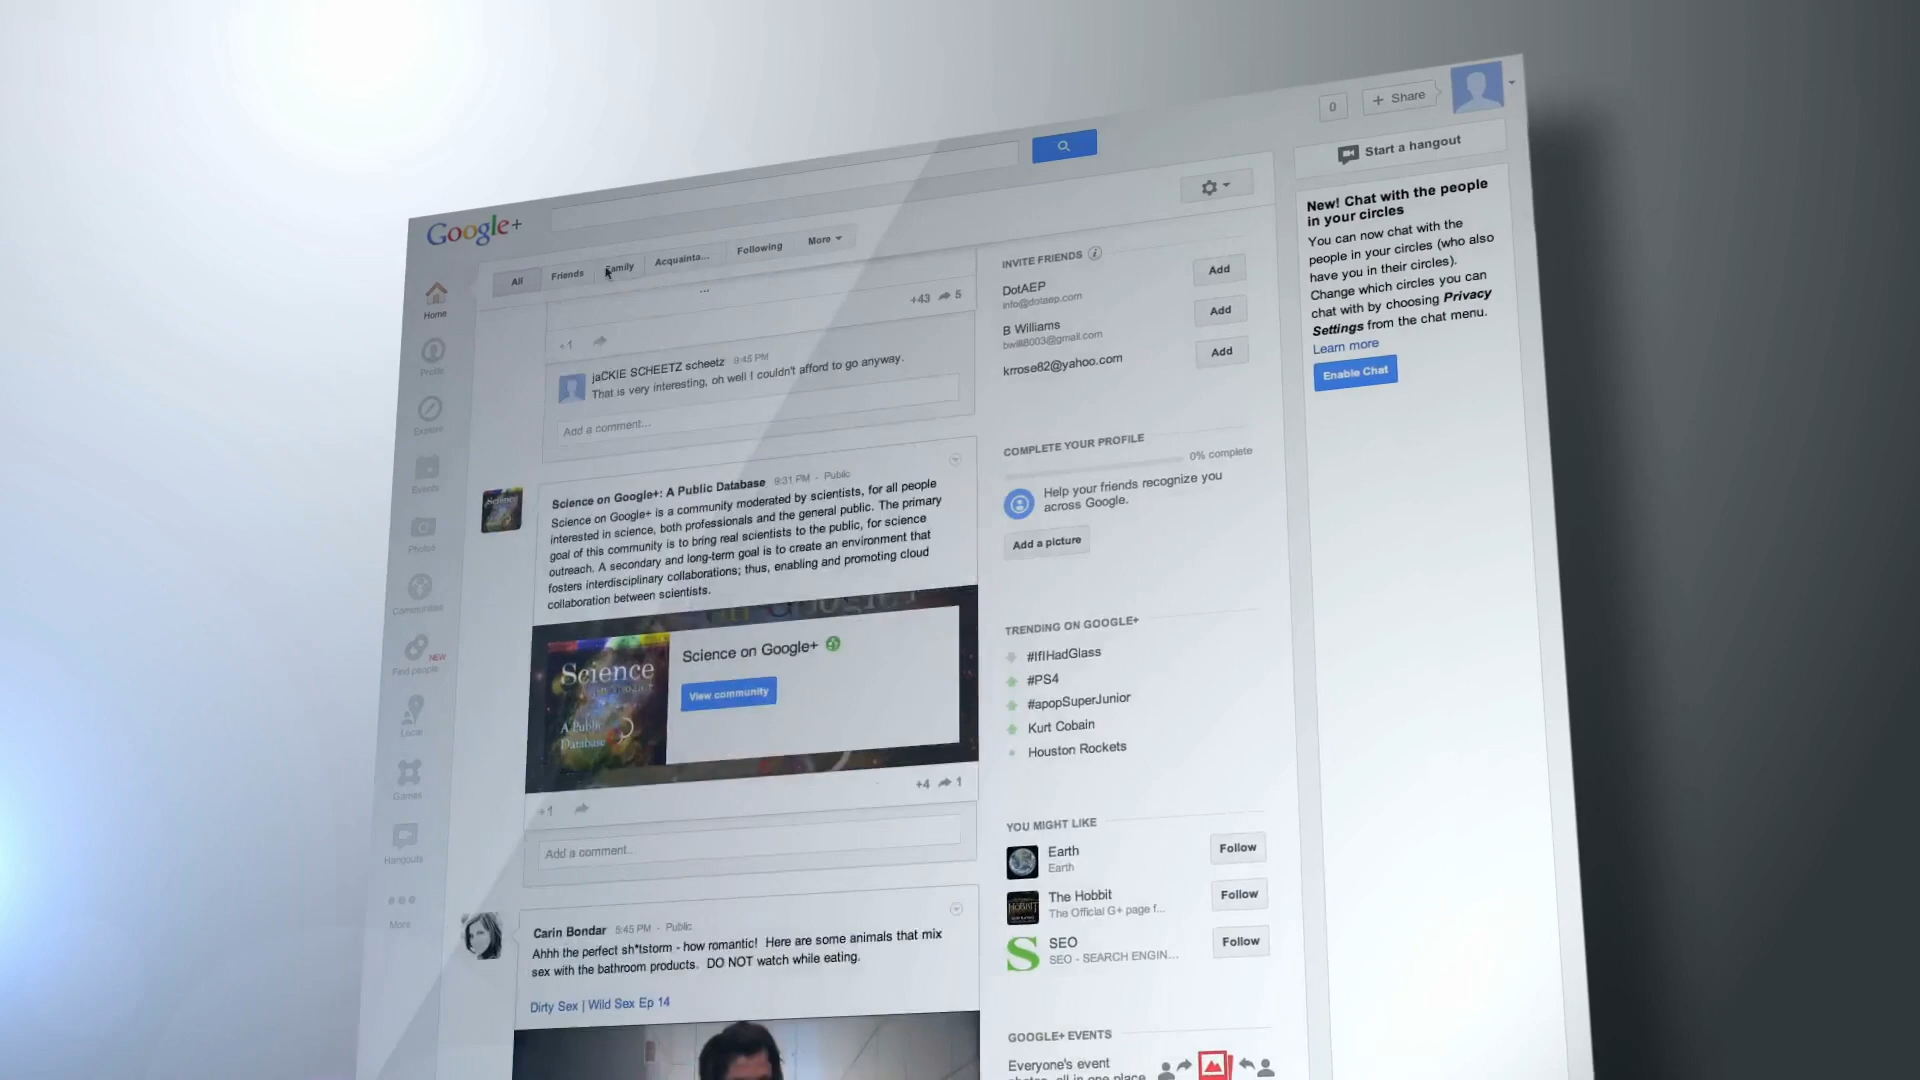 Google+
0
+ Share
Start a hangout
All
Friends
Family
Acquainta...
Following
More
Home
Profile
Explore
Events
Photos
Communities
Find people
NEW
Local
Games
Hangouts
More
...
+43 5
+1
jaCKIE SCHEETZ scheetz 9:45 PM
That is very interesting, oh well I couldn't afford to go anyway.
Add a comment...
Science on Google+: A Public Database 9:31 PM - Public
Science on Google+ is a community moderated by scientists, for all people
interested in science, both professionals and the general public. The primary
goal of this community is to bring real scientists to the public, for science
outreach. A secondary and long-term goal is to create an environment that
fosters interdisciplinary collaborations; thus, enabling and promoting cloud
collaboration between scientists.
Science
A Public
Database
Science on Google+
View community
+1
+4 1
Add a comment...
Carin Bondar 5:45 PM - Public
Ahhh the perfect sh*tstorm - how romantic! Here are some animals that mix
sex with the bathroom products. DO NOT watch while eating.
Dirty Sex | Wild Sex Ep 14
INVITE FRIENDS
DotAEP
info@dotaep.com
Add
B Williams
bwill8003@gmail.com
Add
krrose82@yahoo.com
Add
COMPLETE YOUR PROFILE
0% complete
Help your friends recognize you
across Google.
Add a picture
TRENDING ON GOOGLE+
#IfIHadGlass
#PS4
#apopSuperJunior
Kurt Cobain
Houston Rockets
YOU MIGHT LIKE
Earth
Earth
Follow
The Hobbit
The Official G+ page f...
Follow
SEO
SEO - SEARCH ENGIN...
Follow
GOOGLE+ EVENTS
Everyone's event
photos, all in one place
New! Chat with the people
in your circles
You can now chat with the
people in your circles (who also
have you in their circles).
Change which circles you can
chat with by choosing Privacy
Settings from the chat menu.
Learn more
Enable Chat